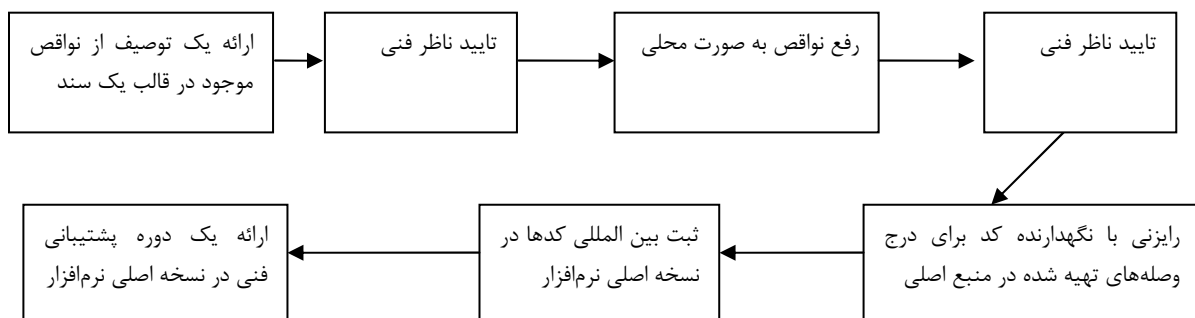 ارائه یک توصیف از نواقص
موجود در قالب یک سند
تایید ناظر فنی
رفع نواقص به صورت محلی
تایید ناظر فنی
رایزنی با نگهدارنده کد برای درج
وصله‌های تهیه شده در منبع اصلی
ثبت بین المللی کدها در
نسخه اصلی نرم‌افزار
ارائه یک دوره پشتیبانی
فنی در نسخه اصلی نرم‌افزار